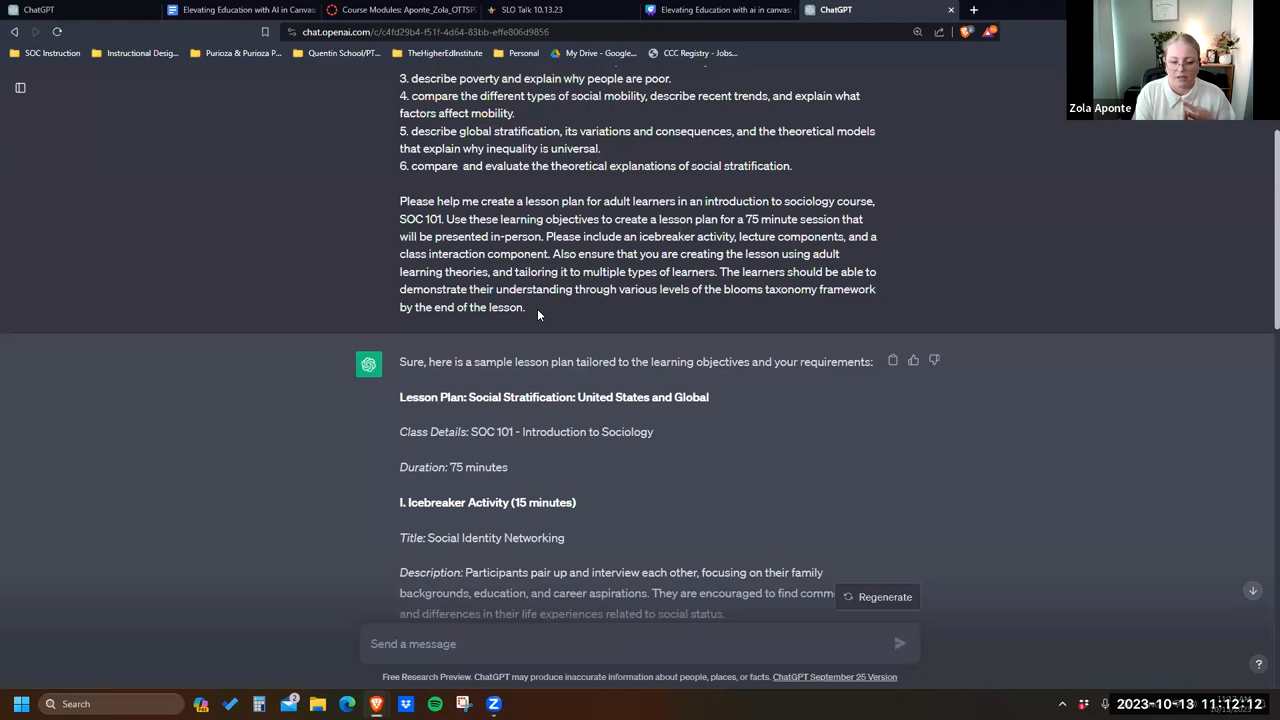 ChatGPT
Elevating Education with AI in Canvas
Course Modules: Aponte_Zola_OTTSP
SLO Talk 10.13.23
Elevating Education with ai in canvas:
ChatGPT
chat.openai.com/c/c4fd29b4-f51f-4d64-83bb-effe806d9856
SOC Instruction
Instructional Desig...
Purioza & Purioza P...
Quentin School/PT...
TheHigherEdInstitute
Personal
My Drive - Google...
CCC Registry - Jobs...
Zola Aponte
3. describe poverty and explain why people are poor.
4. compare the different types of social mobility, describe recent trends, and explain what
factors affect mobility.
5. describe global stratification, its variations and consequences, and the theoretical models
that explain why inequality is universal.
6. compare and evaluate the theoretical explanations of social stratification.
Please help me create a lesson plan for adult learners in an introduction to sociology course,
SOC 101. Use these learning objectives to create a lesson plan for a 75 minute session that
will be presented in-person. Please include an icebreaker activity, lecture components, and a
class interaction component. Also ensure that you are creating the lesson using adult
learning theories, and tailoring it to multiple types of learners. The learners should be able to
demonstrate their understanding through various levels of the blooms taxonomy framework
by the end of the lesson.
Sure, here is a sample lesson plan tailored to the learning objectives and your requirements:
Lesson Plan: Social Stratification: United States and Global
Class Details: SOC 101 - Introduction to Sociology
Duration: 75 minutes
I. Icebreaker Activity (15 minutes)
Title: Social Identity Networking
Description: Participants pair up and interview each other, focusing on their family
backgrounds, education, and career aspirations. They are encouraged to find comm
and differences in their life experiences related to social status.
Regenerate
Send a message
Free Research Preview. ChatGPT may produce inaccurate information about people, places, or facts. ChatGPT September 25 Version
?
Search
2023-10-13 11:12:12